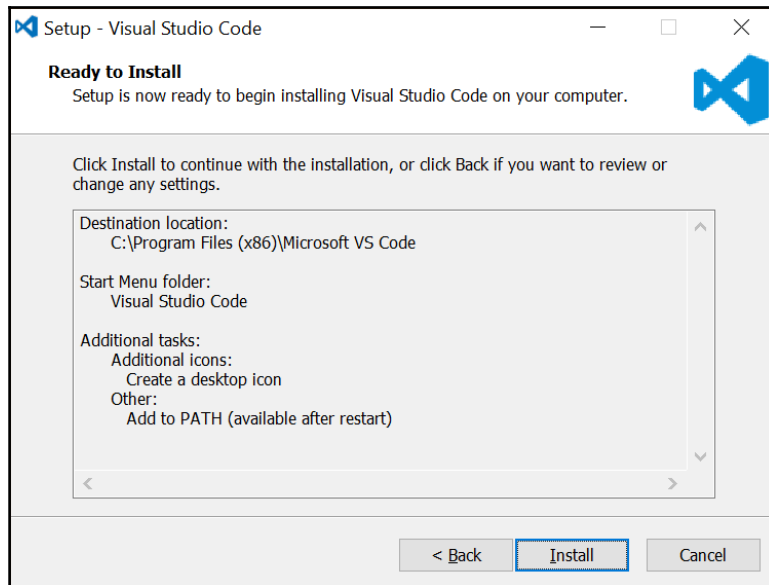 Setup - Visual Studio Code
Ready to Install
Setup is now ready to begin installing Visual Studio Code on your computer.
Click Install to continue with the installation, or click Back if you want to review or
change any settings.
Destination location:
C:\Program Files (x86)\Microsoft VS Code
Start Menu folder:
Visual Studio Code
Additional tasks:
Additional icons:
Create a desktop icon
Other:
Add to PATH (available after restart)
< Back Install Cancel